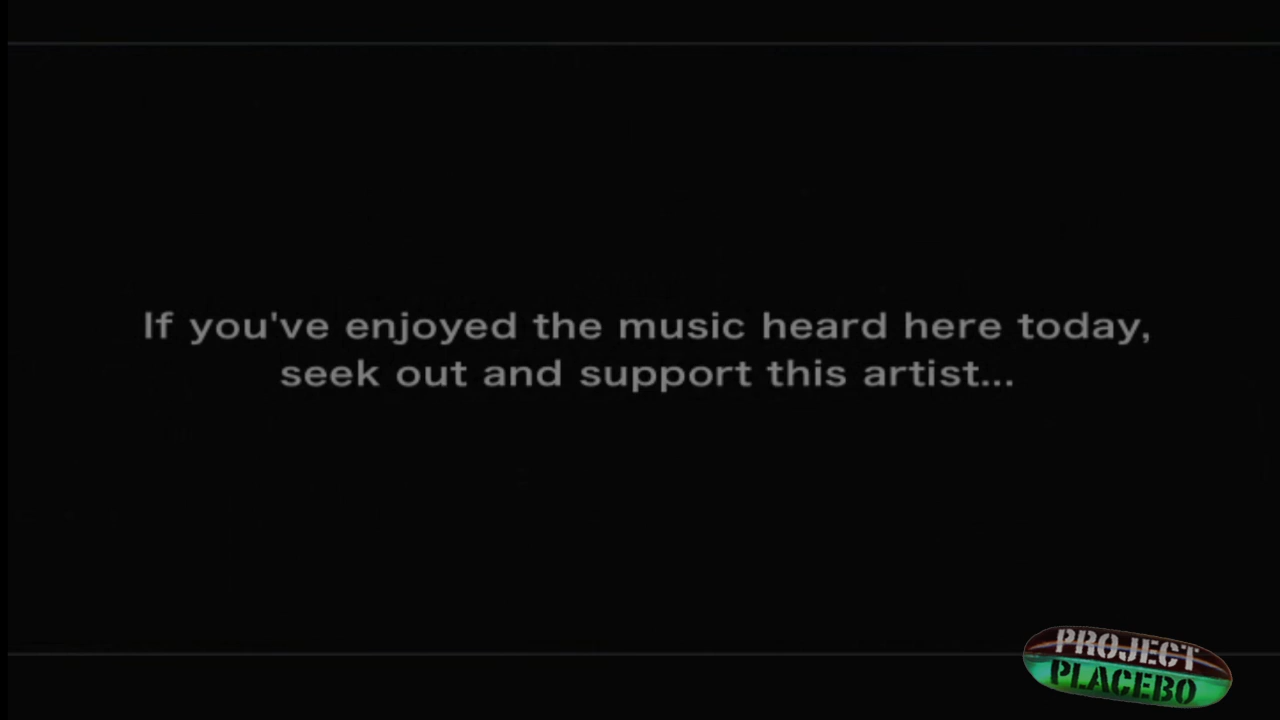 If you've enjoyed the music heard here today,
seek out and support this artist...
PROJECT
PLACEBO